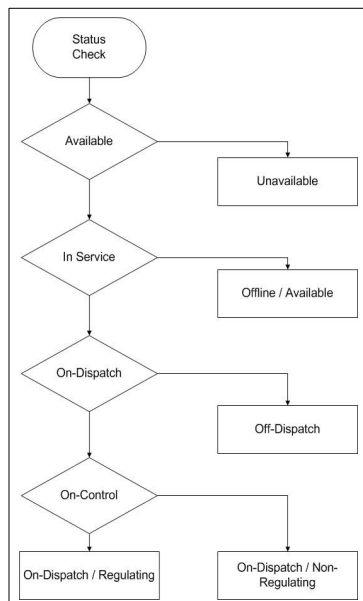 Status
Check
Available
Unavailable
In Service
Offline / Available
On-Dispatch
Off-Dispatch
On-Control
On-Dispatch / Regulating
On-Dispatch / Non-
Regulating